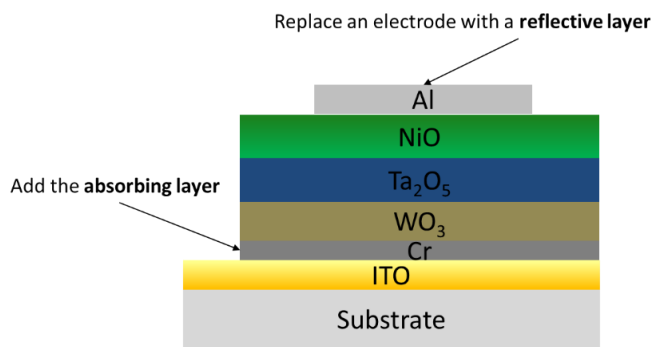 Replace an electrode with a reflective layer
Al
NiO
Ta₂O₅
Add the absorbing layer
WO₃
Cr
ITO
Substrate